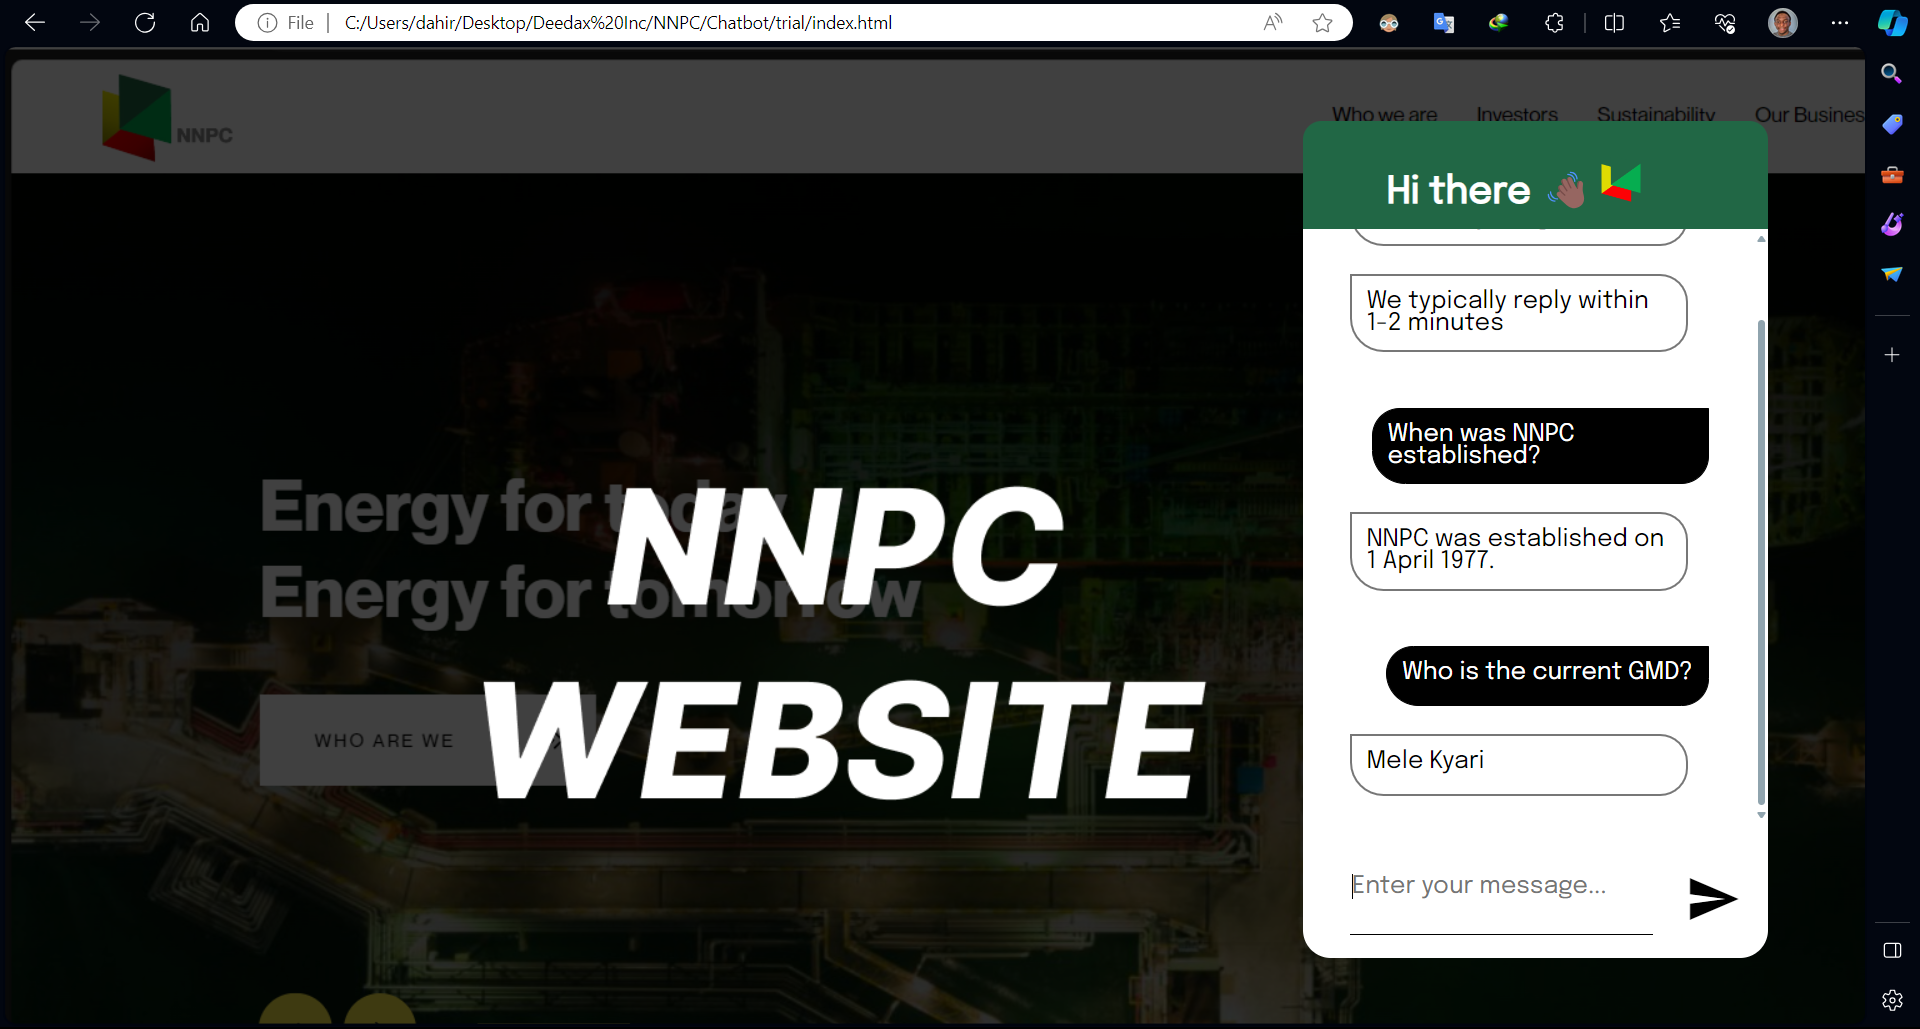 File
C:/Users/dahir/Desktop/Deedax%20Inc/NNPC/Chatbot/trial/index.html
NNPC
Who we are Investors Sustainability Our Busines
Energy for today
Energy for tomorrow
WHO ARE WE
NNPC
WEBSITE
Hi there
We typically reply within
1-2 minutes
When was NNPC
established?
NNPC was established on
1 April 1977.
Who is the current GMD?
Mele Kyari
Enter your message...